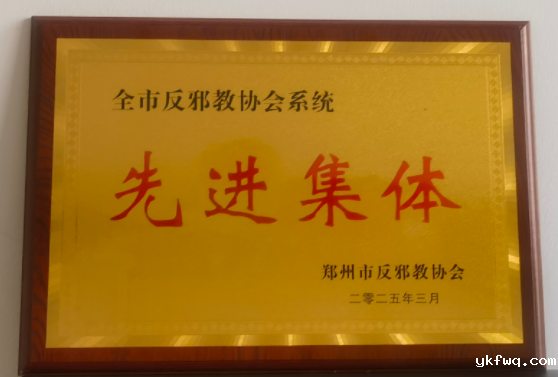 全市反邪教协会系统
先进集体
郑州市反邪教协会
二零二五年三月
ykfwq.com